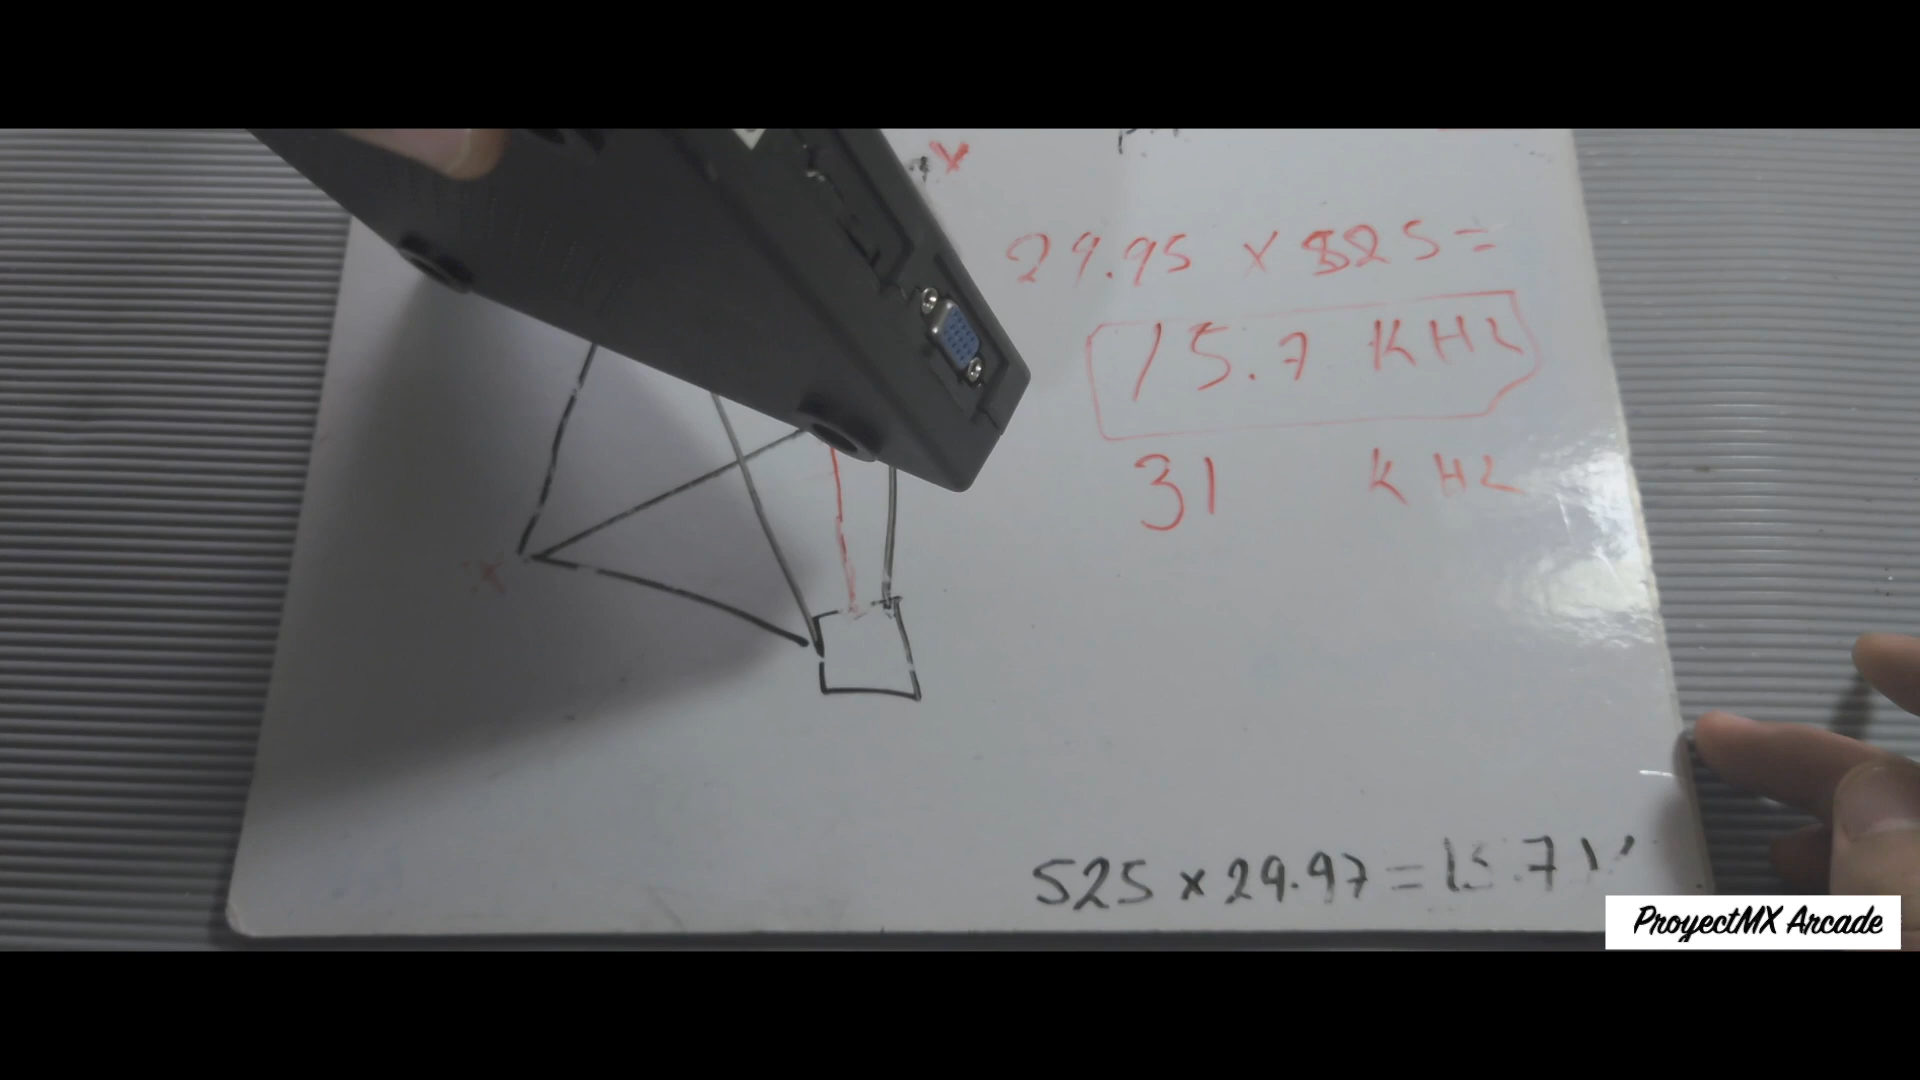 x
29.95 x 525=
15.7 KHz
31 KHz
x
525 x 29.97 = 15.7
ProyectMX Arcade